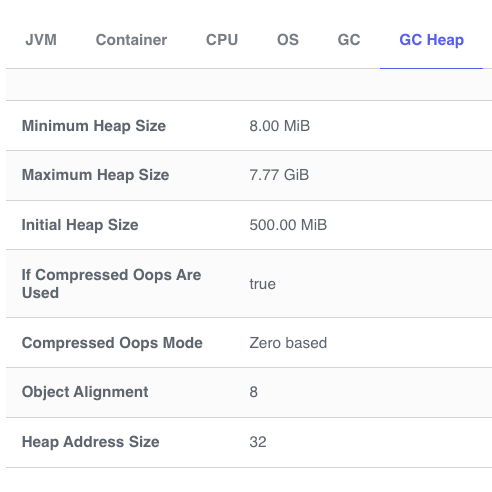 JVM Container CPU OS GC GC Heap
Minimum Heap Size 8.00 MiB
Maximum Heap Size 7.77 GiB
Initial Heap Size 500.00 MiB
If Compressed Oops Are
Used true
Compressed Oops Mode Zero based
Object Alignment 8
Heap Address Size 32